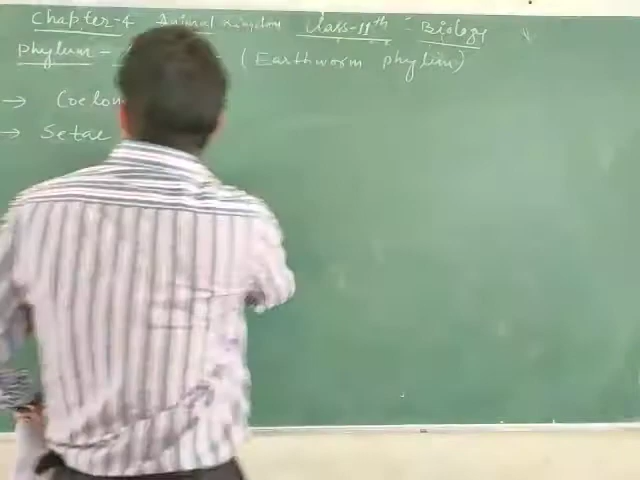 Chapter-4 Animal kingdom Class-11th - Biology
Phylum - (Earthworm phylum)
→ Coelom
→ Setae